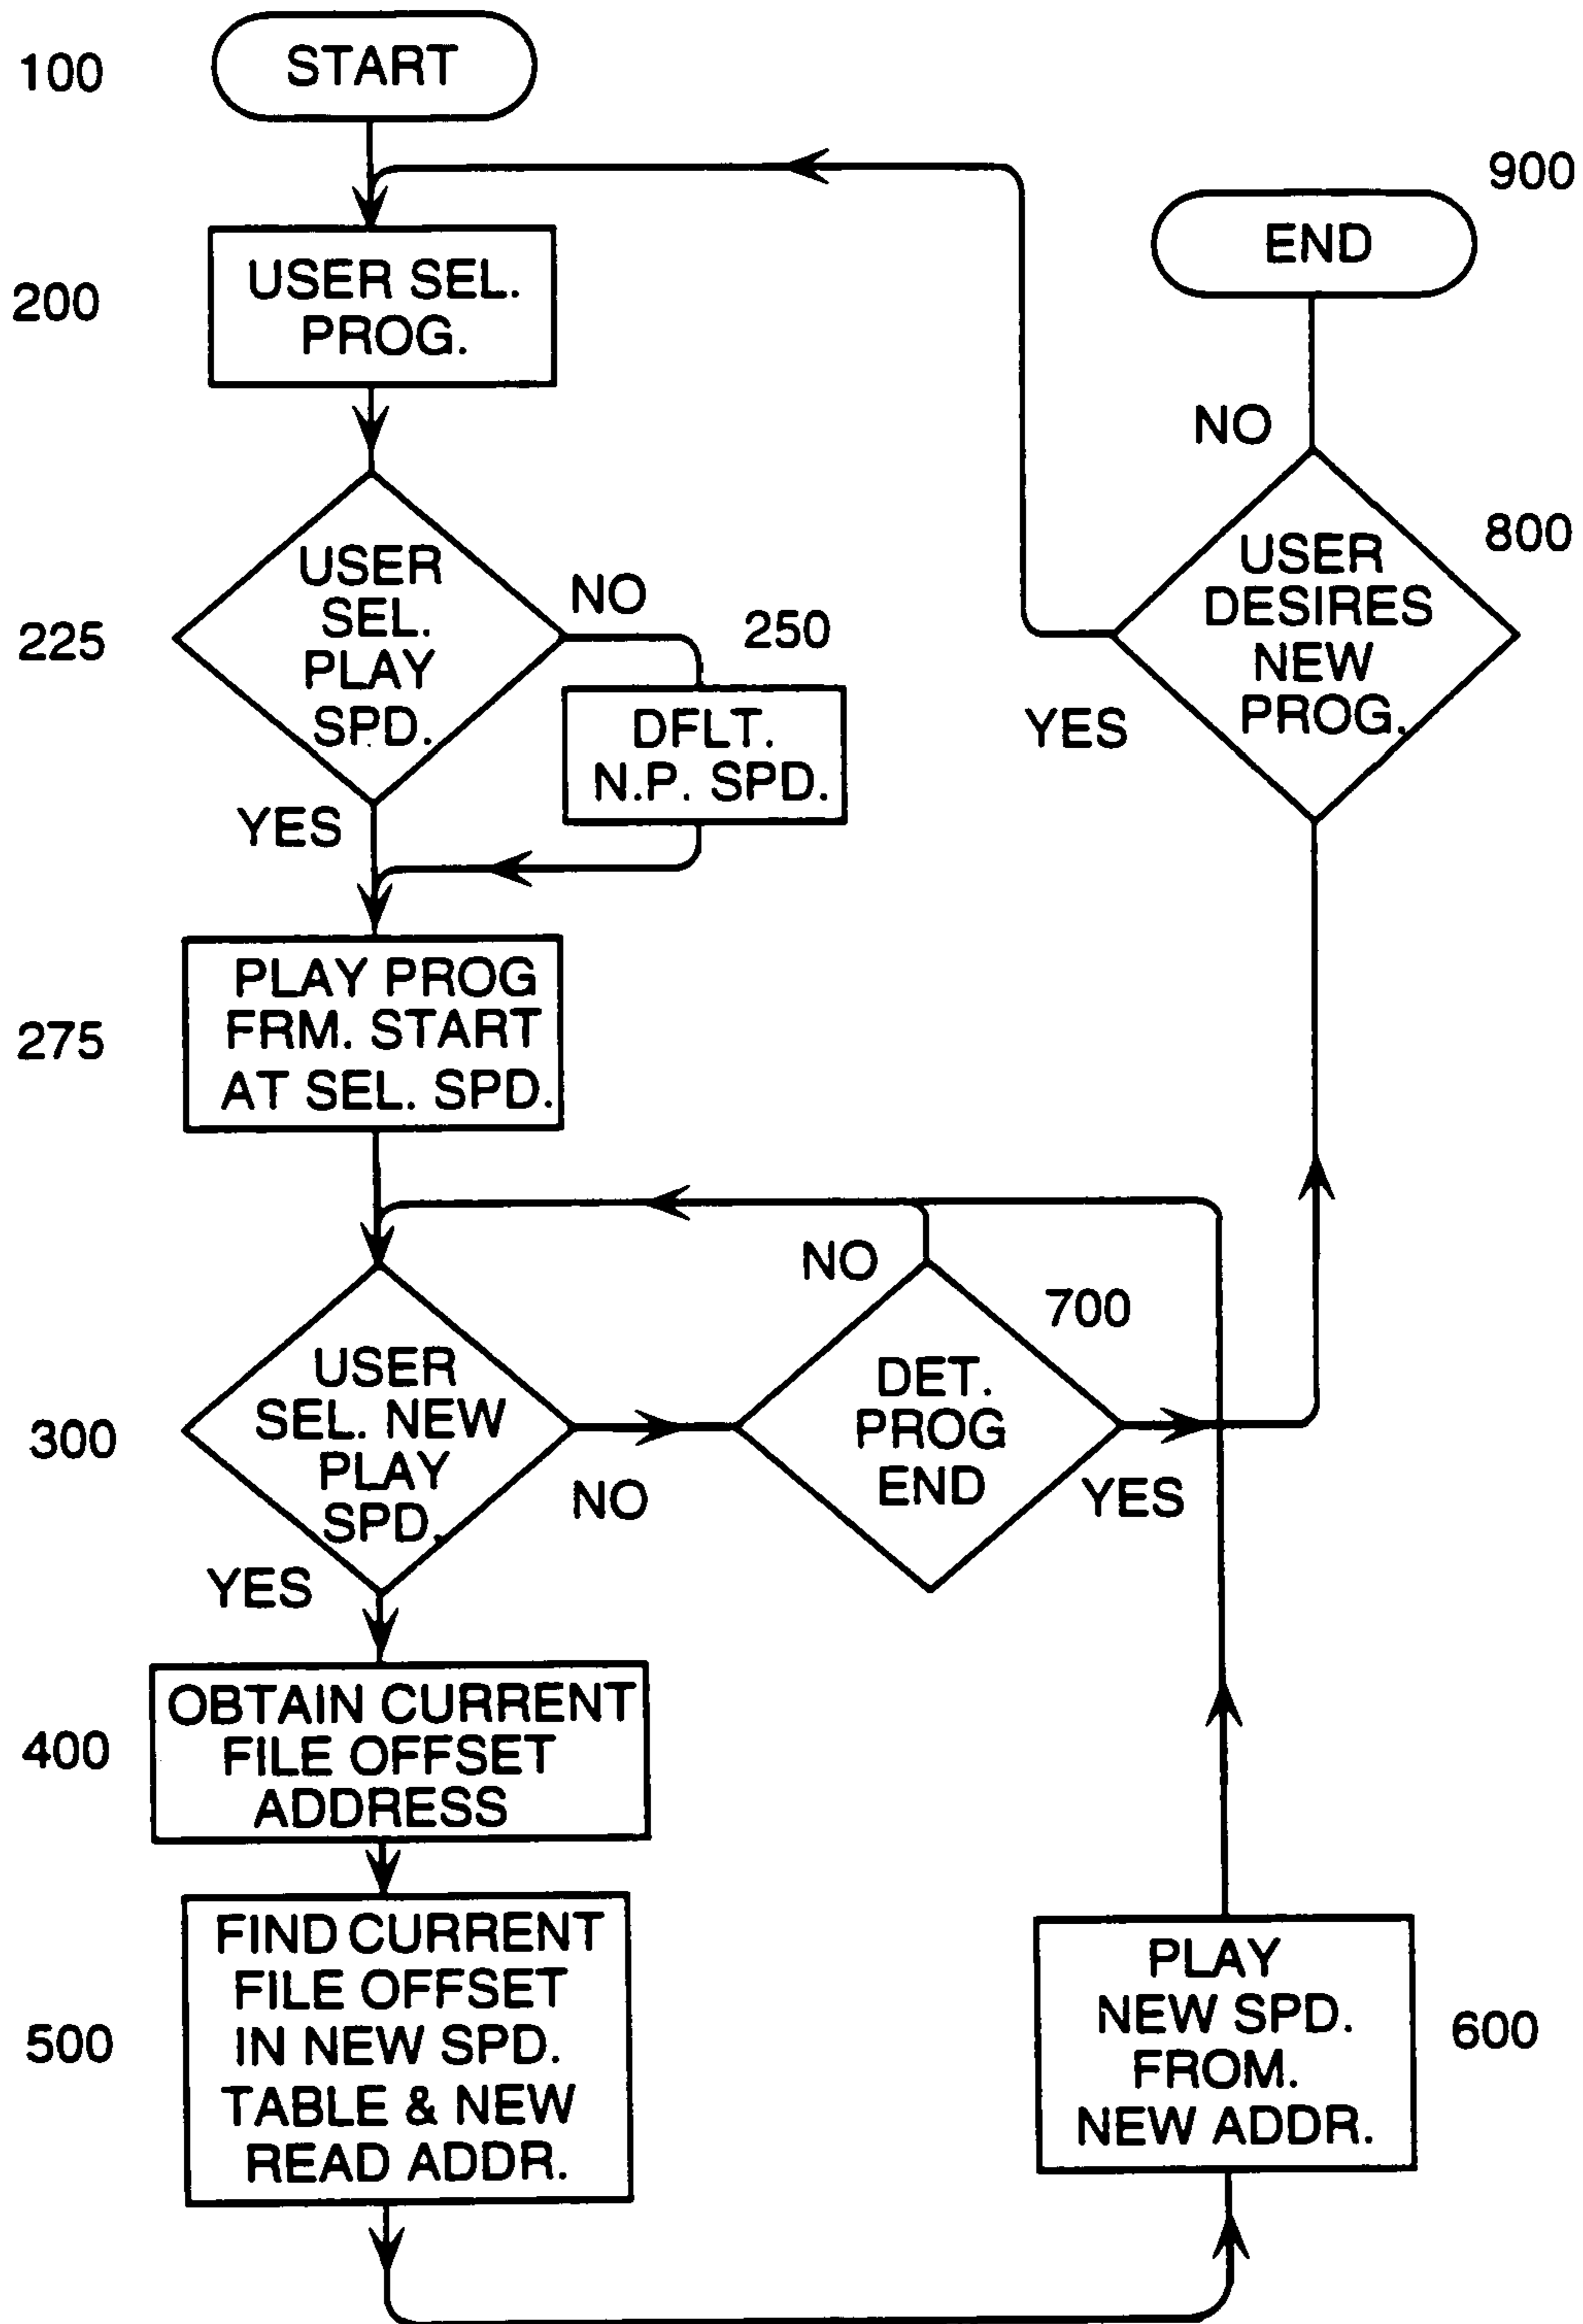 100
START
900
END
200
USER SEL.
PROG.
NO
800
USER
DESIRES
NEW
PROG.
YES
225
USER
SEL.
PLAY
SPD.
NO
250
DFLT.
N.P. SPD.
YES
275
PLAY PROG
FRM. START
AT SEL. SPD.
NO
700
DET.
PROG
END
YES
300
USER
SEL. NEW
PLAY
SPD.
NO
YES
400
OBTAIN CURRENT
FILE OFFSET
ADDRESS
500
FIND CURRENT
FILE OFFSET
IN NEW SPD.
TABLE & NEW
READ ADDR.
PLAY
NEW SPD.
FROM.
NEW ADDR.
600